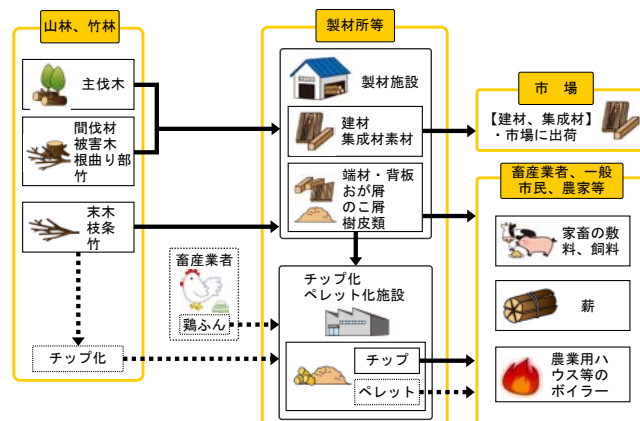 山林、竹林
主伐木
間伐材
被害木
根曲り部
竹
末木
枝条
竹
チップ化
畜産業者
鶏ふん
製材所等
製材施設
建材
集成材素材
端材・背板
おが屑
のこ屑
樹皮類
チップ化
ペレット化施設
チップ
ペレット
市　場
【建材、集成材】
・市場に出荷
畜産業者、一般
市民、農家等
家畜の敷
料、飼料
薪
農業用ハ
ウス等の
ボイラー